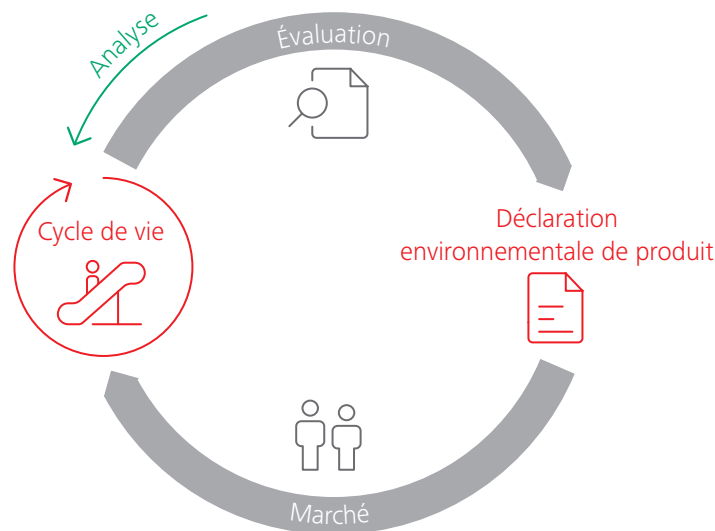 Analyse
Évaluation
Cycle de vie
Déclaration
environnementale de produit
Marché